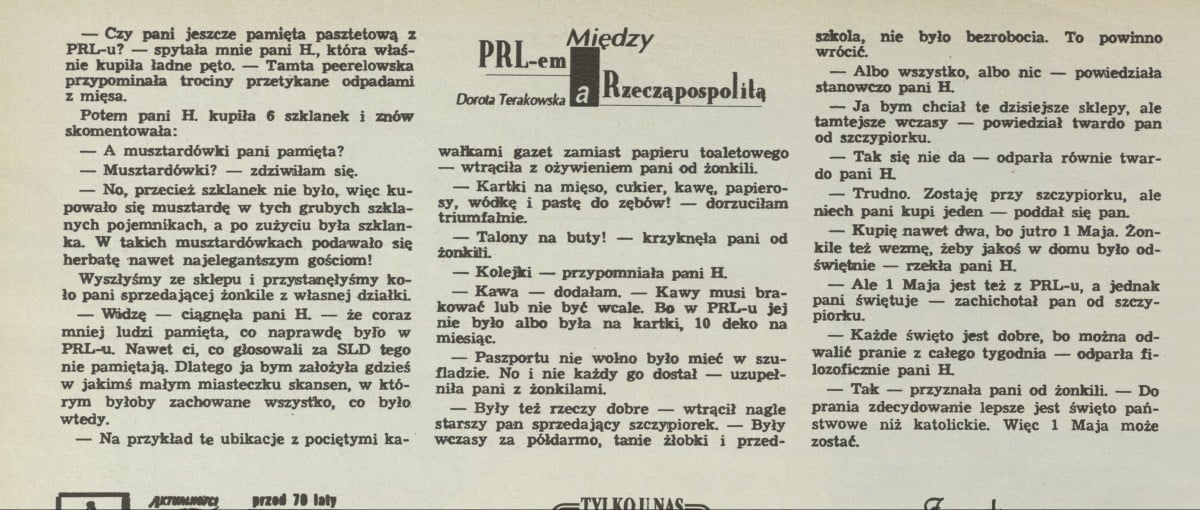 — Czy pani jeszcze pamięta pasztetową z
PRL-u? — spytała mnie pani H., która właś-
nie kupiła ładne pęto. — Tamta peerelowska
przypominała trociny przetykane odpadami
z mięsa.
Potem pani H. kupiła 6 szklanek i znów
skomentowała:
— A musztardówki pani pamięta?
— Musztardówki? — zdziwiłam się.
— No, przecież szklanek nie było, więc ku-
powało się musztardę w tych grubych szkla-
nych pojemnikach, a po zużyciu była szklan-
ka. W takich musztardówkach podawało się
herbatę nawet najelegantszym gościom!
Wyszłyśmy ze sklepu i przystanęłyśmy ko-
ło pani sprzedającej żonkile z własnej działki.
— Widzę — ciągnęła pani H. — że coraz
mniej ludzi pamięta, co naprawdę było w
PRL-u. Nawet ci, co głosowali za SLD tego
nie pamiętają. Dlatego ja bym założyła gdzieś
w jakimś małym miasteczku skansen, w któ-
rym byłoby zachowane wszystko, co było
wtedy.
— Na przykład te ubikacje z pociętymi ka-
Między
PRL-em
a
Rzecząpospolitą
Dorota Terakowska
wałkami gazet zamiast papieru toaletowego
— wtrąciła z ożywieniem pani od żonkili.
— Kartki na mięso, cukier, kawę, papiero-
sy, wódkę i pastę do zębów! — dorzuciłam
triumfalnie.
— Talony na buty! — krzyknęła pani od
żonkili.
— Kolejki — przypomniała pani H.
— Kawa — dodałam. — Kawy musi bra-
kować lub nie być wcale. Bo w PRL-u jej
nie było albo była na kartki, 10 deko na
miesiąc.
— Paszportu nie wolno było mieć w szu-
fladzie. No i nie każdy go dostał — uzupeł-
niła pani z żonkilami.
— Były też rzeczy dobre — wtrącił nagle
starszy pan sprzedający szczypiorek. — Były
wczasy za półdarmo, tanie żłobki i przed-
szkola, nie było bezrobocia. To powinno
wrócić.
— Albo wszystko, albo nic — powiedziała
stanowczo pani H.
— Ja bym chciał te dzisiejsze sklepy, ale
tamtejsze wczasy — powiedział twardo pan
od szczypiorku.
— Tak się nie da — odparła równie twar-
do pani H.
— Trudno. Zostaję przy szczypiorku, ale
niech pani kupi jeden — poddał się pan.
— Kupię nawet dwa, bo jutro 1 Maja. Żon-
kile też wezmę, żeby jakoś w domu było od-
świętnie — rzekła pani H.
— Ale 1 Maja jest też z PRL-u, a jednak
pani świętuje — zachichotał pan od szczy-
piorku.
— Każde święto jest dobre, bo można od-
walić pranie z całego tygodnia — odparła fi-
lozoficznie pani H.
— Tak — przyznała pani od żonkili. — Do
prania zdecydowanie lepsze jest święto pań-
stwowe niż katolickie. Więc 1 Maja może
zostać.
AKTUALNOŚCI
przed 70 laty
TYLKO U NAS